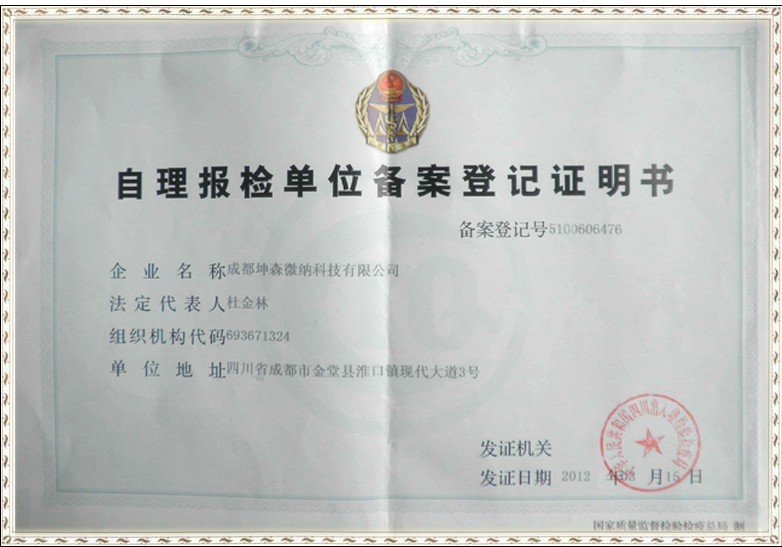 自理报检单位备案登记证明书
备案登记号5100606476
企业名称成都坤森微纳科技有限公司
法定代表人杜金林
组织机构代码693671324
单位地址四川省成都市金堂县淮口镇现代大道3号
发证机关
发证日期2012年03月15日
国家质量监督检验检疫总局 制